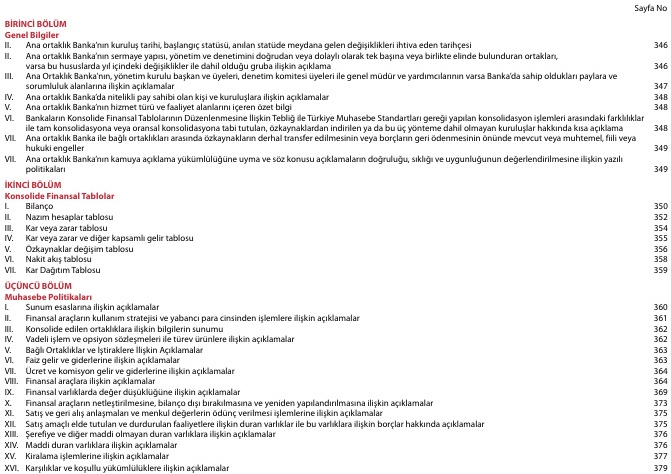 Sayfa No
BİRİNCİ BÖLÜM
Genel Bilgiler
II. Ana ortaklık Banka'nın kuruluş tarihi, başlangıç statüsü, anılan statüde meydana gelen değişiklikleri ihtiva eden tarihçesi 346
II. Ana ortaklık Banka'nın sermaye yapısı, yönetim ve denetimini doğrudan veya dolaylı olarak tek başına veya birlikte elinde bulunduran ortakları,
varsa bu hususlarda yıl içindeki değişiklikler ile dahil olduğu gruba ilişkin açıklama 346
III. Ana Ortaklık Banka'nın, yönetim kurulu başkan ve üyeleri, denetim komitesi üyeleri ile genel müdür ve yardımcılarının varsa Banka'da sahip oldukları paylara ve
sorumluluk alanlarına ilişkin açıklamalar 347
IV. Ana ortaklık Banka'da nitelikli pay sahibi olan kişi ve kuruluşlara ilişkin açıklamalar 348
V. Ana ortaklık Banka'nın hizmet türü ve faaliyet alanlarını içeren özet bilgi 348
VI. Bankaların Konsolide Finansal Tablolarının Düzenlenmesine İlişkin Tebliğ ile Türkiye Muhasebe Standartları gereği yapılan konsolidasyon işlemleri arasındaki farklılıklar
ile tam konsolidasyona veya oransal konsolidasyona tabi tutulan, özkaynaklardan indirilen ya da bu üç yönteme dahil olmayan kuruluşlar hakkında kısa açıklama 348
VII. Ana ortaklık Banka ile bağlı ortaklıkları arasında özkaynakların derhal transfer edilmesinin veya borçların geri ödenmesinin önünde mevcut veya muhtemel, fiili veya
hukuki engeller 349
VII. Ana ortaklık Banka'nın kamuya açıklama yükümlülüğüne uyma ve söz konusu açıklamaların doğruluğu, sıklığı ve uygunluğunun değerlendirilmesine ilişkin yazılı
politikaları 349
İKİNCİ BÖLÜM
Konsolide Finansal Tablolar
I. Bilanço 350
II. Nazım hesaplar tablosu 352
III. Kar veya zarar tablosu 354
IV. Kar veya zarar ve diğer kapsamlı gelir tablosu 355
V. Özkaynaklar değişim tablosu 356
VI. Nakit akış tablosu 358
VII. Kar Dağıtım Tablosu 359
ÜÇÜNCÜ BÖLÜM
Muhasebe Politikaları
I. Sunum esaslarına ilişkin açıklamalar 360
II. Finansal araçların kullanım stratejisi ve yabancı para cinsinden işlemlere ilişkin açıklamalar 361
III. Konsolide edilen ortaklıklara ilişkin bilgilerin sunumu 362
IV. Vadeli işlem ve opsiyon sözleşmeleri ile türev ürünlere ilişkin açıklamalar 362
V. Bağlı Ortaklıklar ve İştiraklere İlişkin Açıklamalar 363
VI. Faiz gelir ve giderlerine ilişkin açıklamalar 363
VII. Ücret ve komisyon gelir ve giderlerine ilişkin açıklamalar 364
VIII. Finansal araçlara ilişkin açıklamalar 364
IX. Finansal varlıklarda değer düşüklüğüne ilişkin açıklamalar 369
X. Finansal araçların netleştirilmesine, bilanço dışı bırakılmasına ve yeniden yapılandırılmasına ilişkin açıklamalar 373
XI. Satış ve geri alış anlaşmaları ve menkul değerlerin ödünç verilmesi işlemlerine ilişkin açıklamalar 375
XII. Satış amaçlı elde tutulan ve durdurulan faaliyetlere ilişkin duran varlıklar ile bu varlıklara ilişkin borçlar hakkında açıklamalar 375
XIII. Şerefiye ve diğer maddi olmayan duran varlıklara ilişkin açıklamalar 376
XIV. Maddi duran varlıklara ilişkin açıklamalar 376
XV. Kiralama işlemlerine ilişkin açıklamalar 377
XVI. Karşılıklar ve koşullu yükümlülüklere ilişkin açıklamalar 379